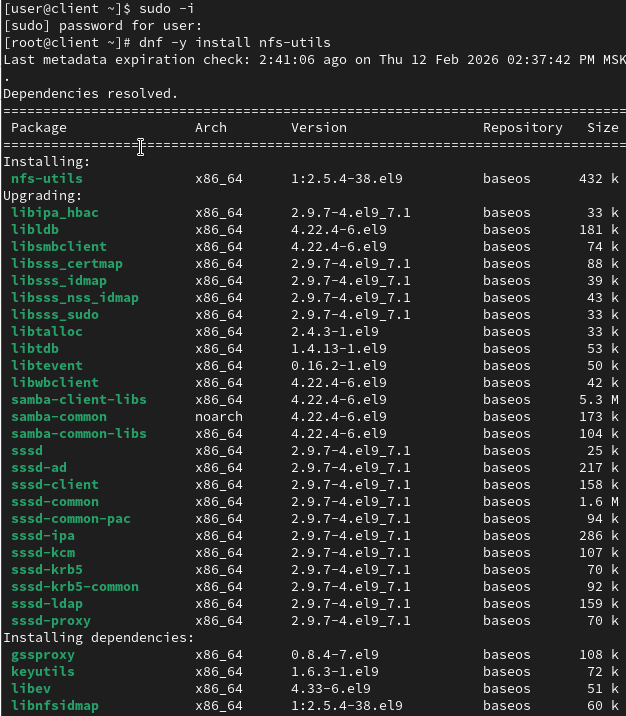 [user@client ~]$ sudo -i
[sudo] password for user:
[root@client ~]# dnf -y install nfs-utils
Last metadata expiration check: 2:41:06 ago on Thu 12 Feb 2026 02:37:42 PM MSK
.
Dependencies resolved.
================================================================================
Package Arch Version Repository Size
================================================================================
Installing:
nfs-utils x86_64 1:2.5.4-38.el9 baseos 432 k
Upgrading:
libipa_hbac x86_64 2.9.7-4.el9_7.1 baseos 33 k
libldb x86_64 4.22.4-6.el9 baseos 181 k
libsmbclient x86_64 4.22.4-6.el9 baseos 74 k
libsss_certmap x86_64 2.9.7-4.el9_7.1 baseos 88 k
libsss_idmap x86_64 2.9.7-4.el9_7.1 baseos 39 k
libsss_nss_idmap x86_64 2.9.7-4.el9_7.1 baseos 43 k
libsss_sudo x86_64 2.9.7-4.el9_7.1 baseos 33 k
libtalloc x86_64 2.4.3-1.el9 baseos 33 k
libtdb x86_64 1.4.13-1.el9 baseos 53 k
libtevent x86_64 0.16.2-1.el9 baseos 50 k
libwbclient x86_64 4.22.4-6.el9 baseos 42 k
samba-client-libs x86_64 4.22.4-6.el9 baseos 5.3 M
samba-common noarch 4.22.4-6.el9 baseos 173 k
samba-common-libs x86_64 4.22.4-6.el9 baseos 104 k
sssd x86_64 2.9.7-4.el9_7.1 baseos 25 k
sssd-ad x86_64 2.9.7-4.el9_7.1 baseos 217 k
sssd-client x86_64 2.9.7-4.el9_7.1 baseos 158 k
sssd-common x86_64 2.9.7-4.el9_7.1 baseos 1.6 M
sssd-common-pac x86_64 2.9.7-4.el9_7.1 baseos 94 k
sssd-ipa x86_64 2.9.7-4.el9_7.1 baseos 286 k
sssd-kcm x86_64 2.9.7-4.el9_7.1 baseos 107 k
sssd-krb5 x86_64 2.9.7-4.el9_7.1 baseos 70 k
sssd-krb5-common x86_64 2.9.7-4.el9_7.1 baseos 92 k
sssd-ldap x86_64 2.9.7-4.el9_7.1 baseos 159 k
sssd-proxy x86_64 2.9.7-4.el9_7.1 baseos 70 k
Installing dependencies:
gssproxy x86_64 0.8.4-7.el9 baseos 108 k
keyutils x86_64 1.6.3-1.el9 baseos 72 k
libev x86_64 4.33-6.el9 baseos 51 k
libnfsidmap x86_64 1:2.5.4-38.el9 baseos 60 k